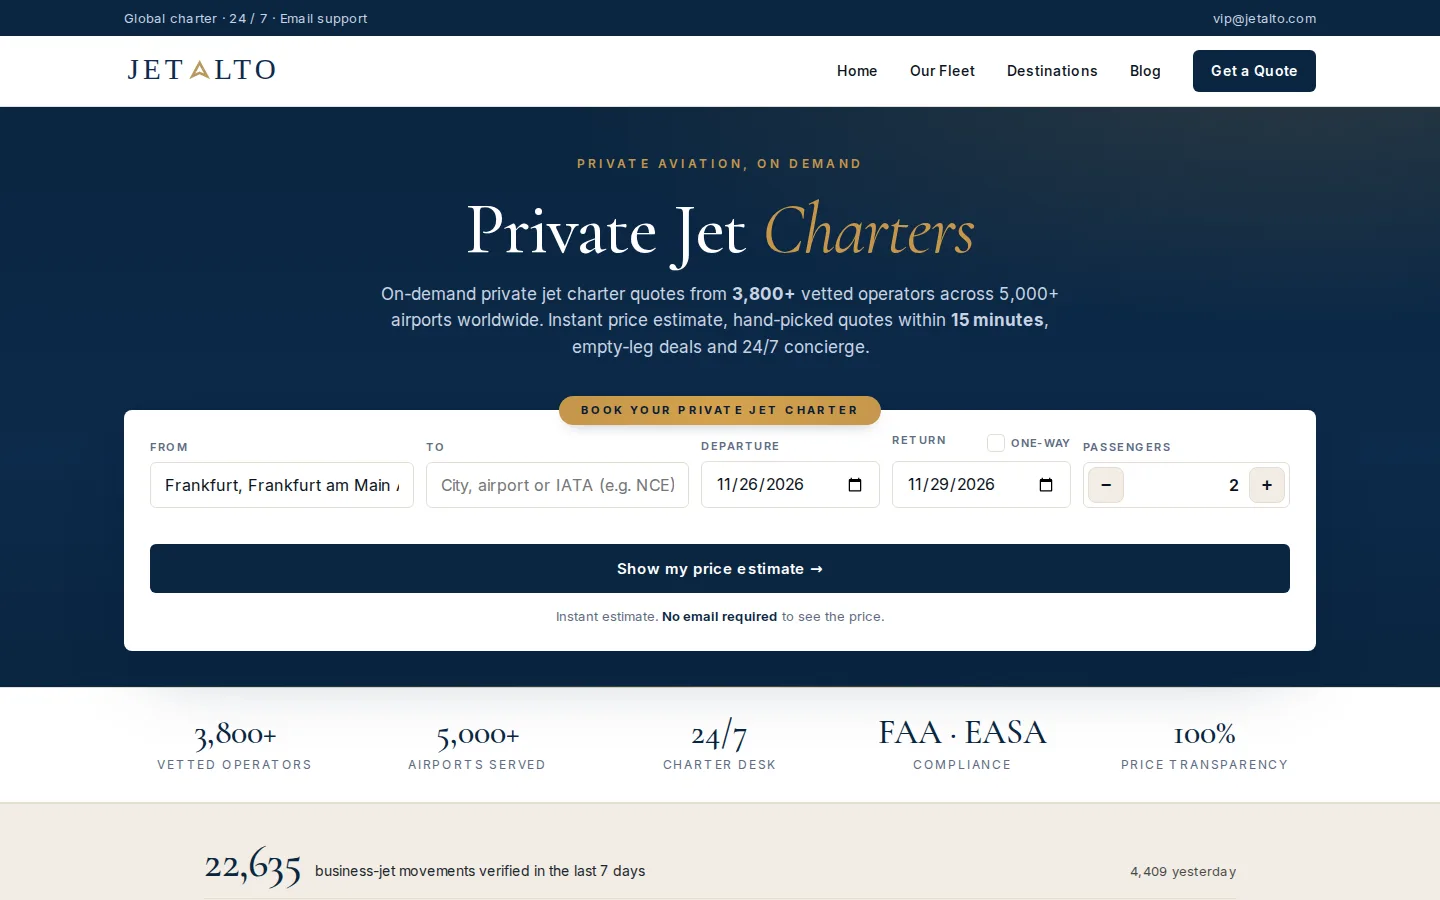 Global charter · 24 / 7 · Email support
vip@jetalto.com
JETALTO
Home
Our Fleet
Destinations
Blog
Get a Quote
PRIVATE AVIATION, ON DEMAND
Private Jet Charters
On-demand private jet charter quotes from 3,800+ vetted operators across 5,000+
airports worldwide. Instant price estimate, hand-picked quotes within 15 minutes,
empty-leg deals and 24/7 concierge.
BOOK YOUR PRIVATE JET CHARTER
FROM
TO
DEPARTURE
RETURN
ONE-WAY
PASSENGERS
Frankfurt, Frankfurt am Main
City, airport or IATA (e.g. NCE)
11/26/2026
11/29/2026
− 2 +
Show my price estimate →
Instant estimate. No email required to see the price.
3,800+
5,000+
24/7
FAA · EASA
100%
VETTED OPERATORS
AIRPORTS SERVED
CHARTER DESK
COMPLIANCE
PRICE TRANSPARENCY
22,635 business-jet movements verified in the last 7 days
4,409 yesterday